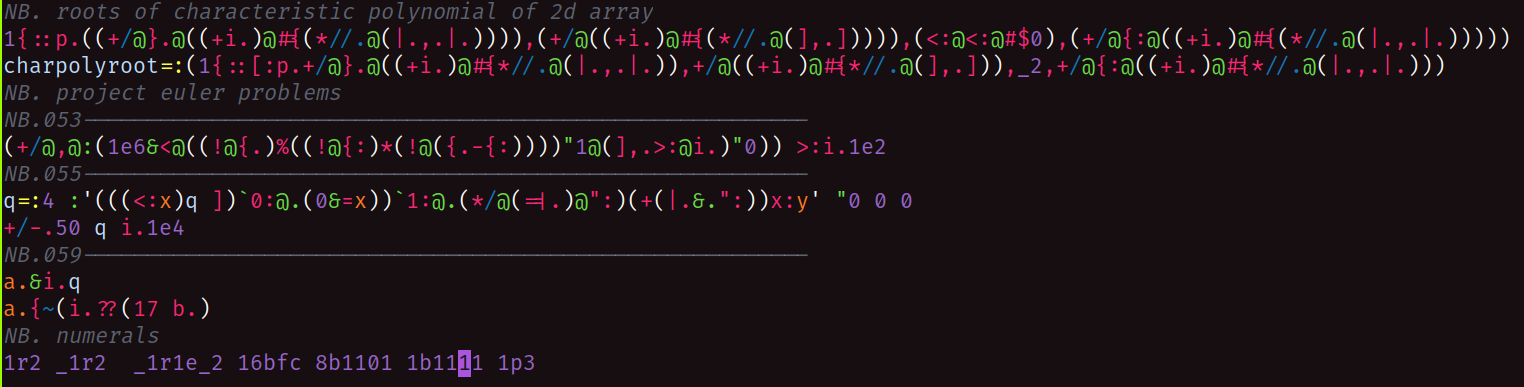 NB. roots of characteristic polynomial of 2d array
1{::p.((+/@}.@((+i.)@#{(*//.@(|.,.|.)))),(+/@((+i.)@#{(*//.@(],.])))),(<:@<:@#$0),(+/@{:@((+i.)@#{(*//.@(|.,.|.)))))
charpolyroot=:(1{::[:p.+/@}.@((+i.)@#{*//.@(|.,.|.)),+/@((+i.)@#{*//.@(],.])),_2,+/@{:@((+i.)@#{*//.@(|.,.|.)))
NB. project euler problems
NB.053--------------------------------------------------------
(+/@,@:(1e6&<@((!@{.)%((!@{:)*(!@({.-{:))))"1@(],.>:@i.)"0)) >:i.1e2
NB.055--------------------------------------------------------
q=:4 :'(((<:x)q ])`0:@.(0&=x))`1:@.(*/@(=|.)@":)(+(|.&.":))x:y' "0 0 0
+/-.50 q i.1e4
NB.059--------------------------------------------------------
a.&i.q
a.{~(i.??(17 b.)
NB. numerals
1r2 _1r2  _1r1e_2 16bfc 8b1101 1b1111 1p3